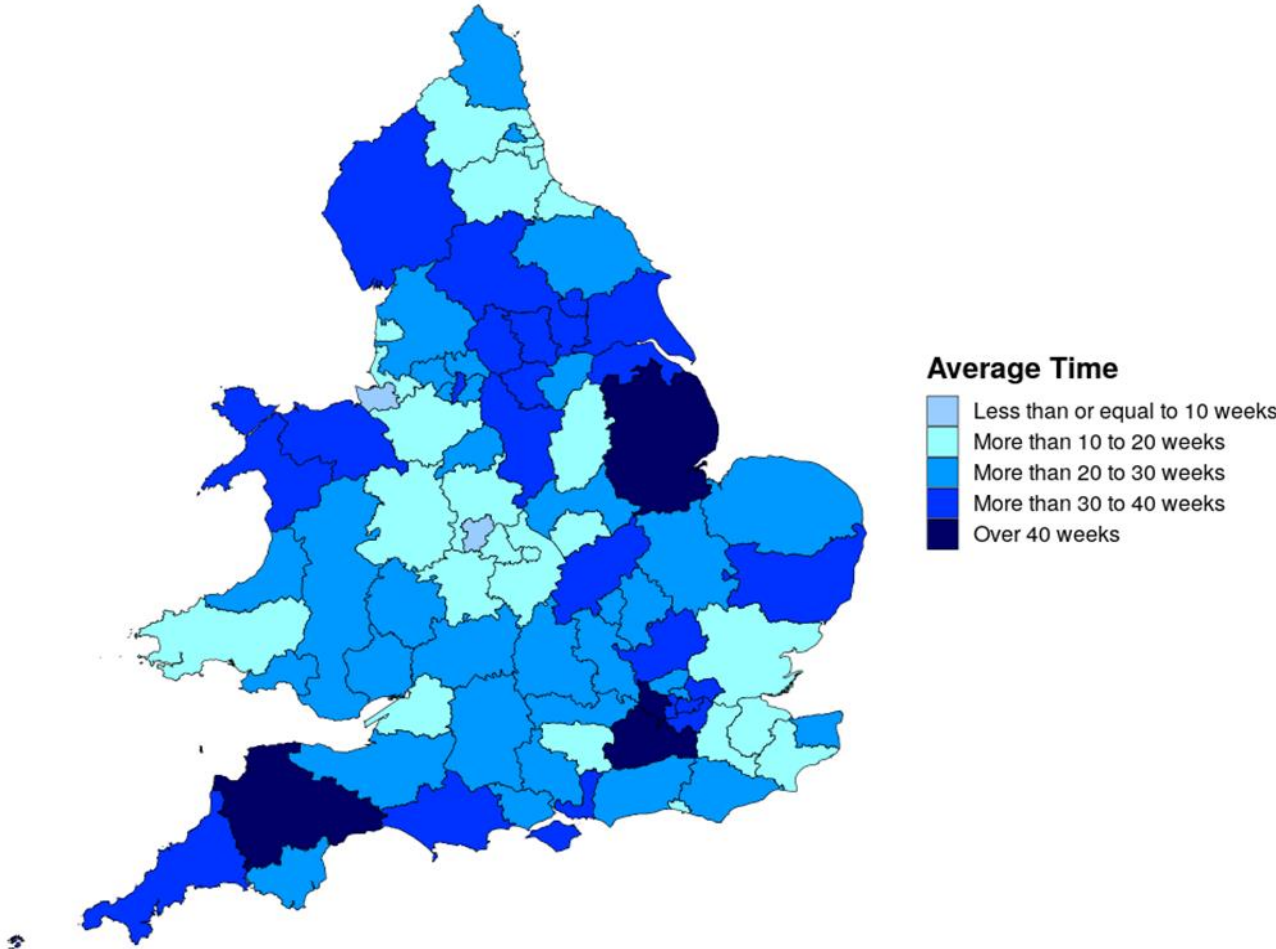 Average Time
Less than or equal to 10 weeks
More than 10 to 20 weeks
More than 20 to 30 weeks
More than 30 to 40 weeks
Over 40 weeks